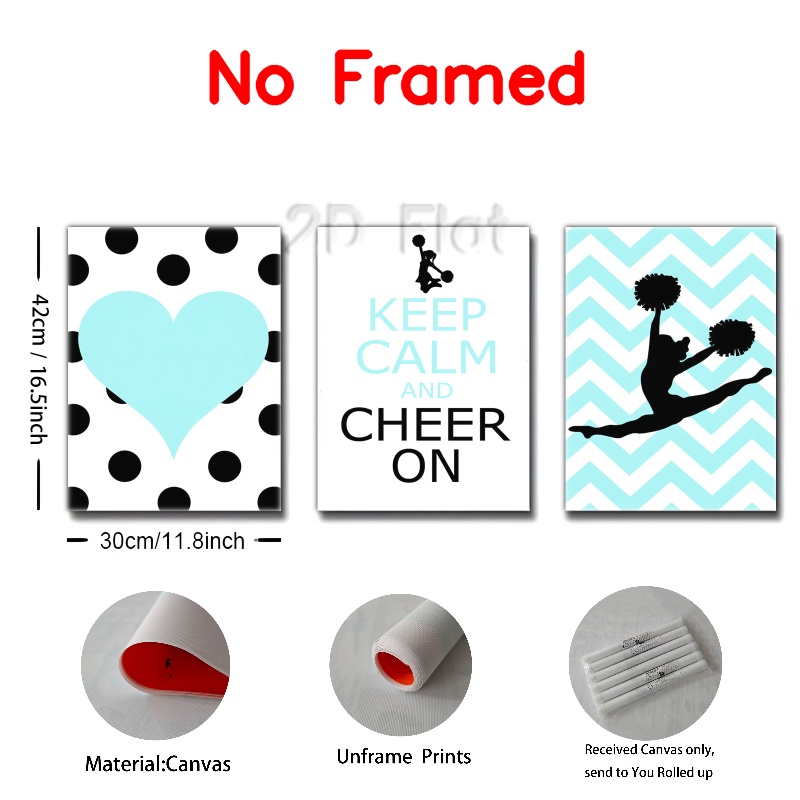 No Framed
2D Flat
42cm / 16.5inch
KEEP
CALM
AND
CHEER
ON
30cm/11.8inch
Material:Canvas
Unframe Prints
Received Canvas only,
send to You Rolled up